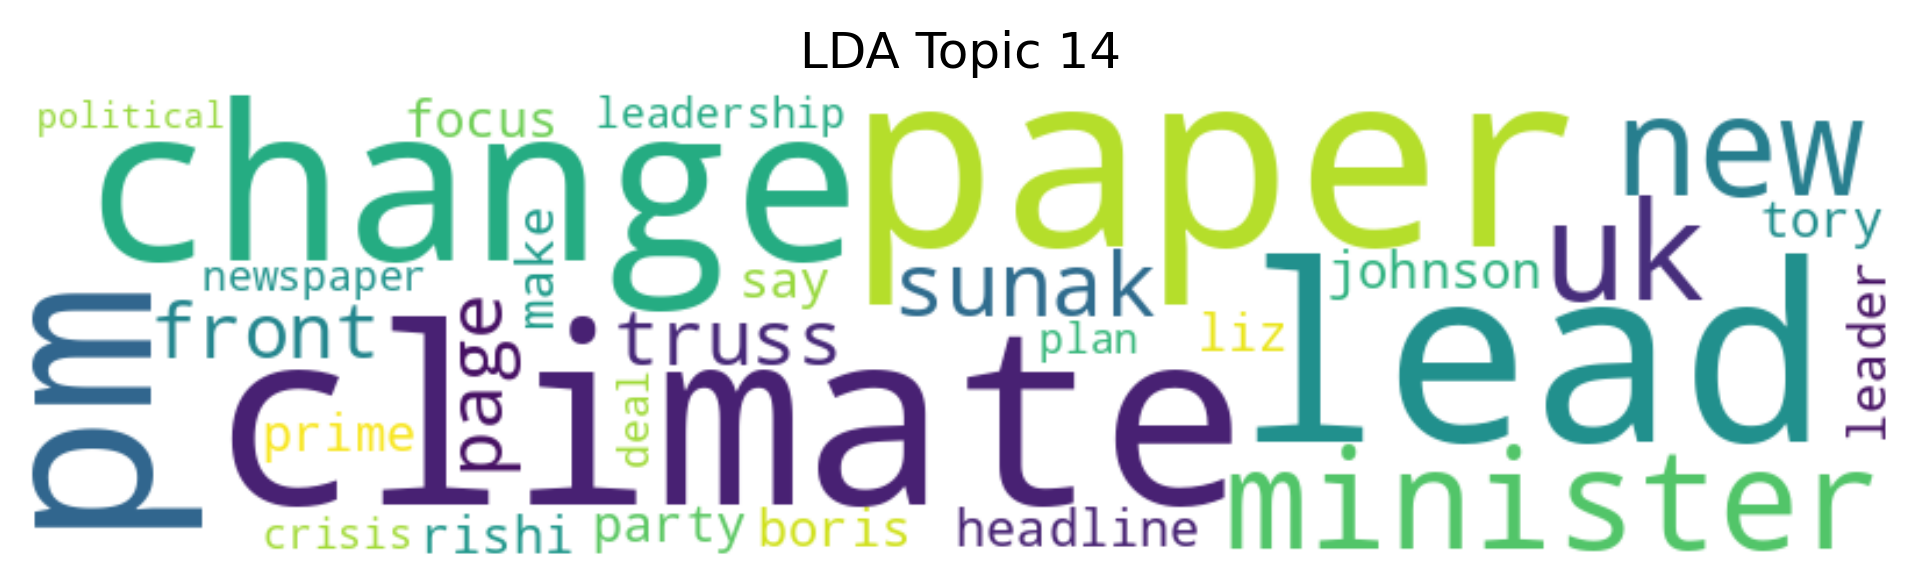 LDA Topic 14
political
focus
leadership
change
paper
new
tory
make
newspaper
say
sunak
johnson
uk
leader
pm
front
page
truss
plan
liz
lead
climate
prime
deal
minister
crisis
rishi
party
boris
headline